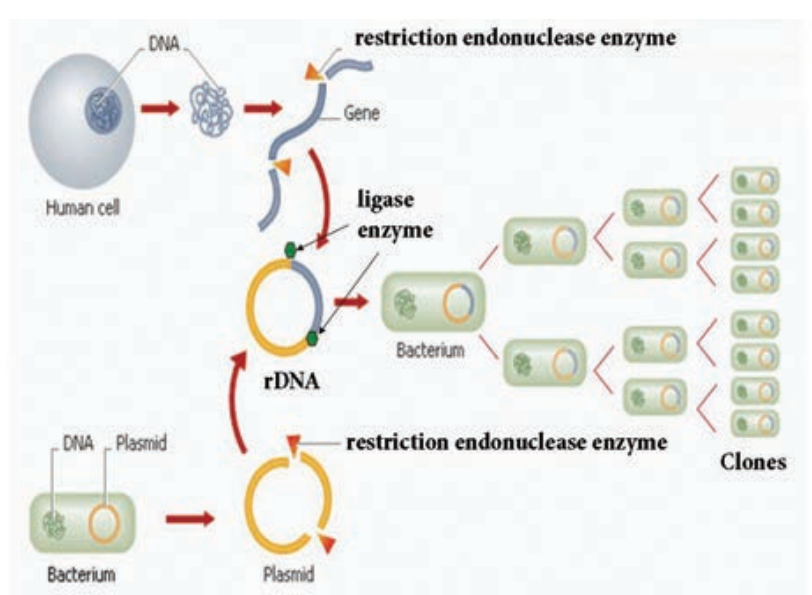 DNA
restriction endonuclease enzyme
Gene
Human cell
ligase
enzyme
Bacterium
rDNA
DNA
Plasmid
restriction endonuclease enzyme
Clones
Bacterium
Plasmid